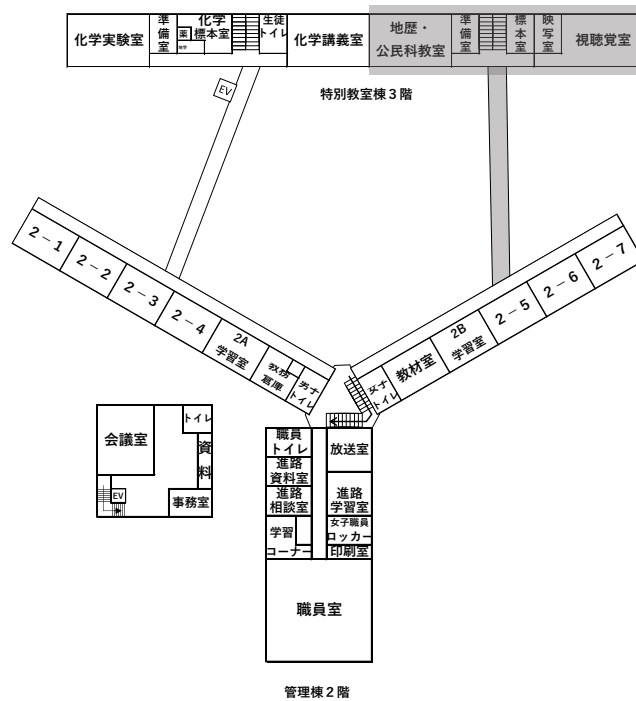 化学実験室
準備室
薬
化学
標本室
生徒
トイレ
化学講義室
地歴・
公民科教室
準備室
標本室
映写室
視聴覚室
EV
特別教室棟3階
2－1
2－2
2－3
2－4
2A
学習室
教務
倉庫
男子
トイレ
女子
トイレ
教材室
2B
学習室
2－5
2－6
2－7
会議室
トイレ
資料
EV
事務室
職員
トイレ
進路
資料室
進路
相談室
学習
コーナー
放送室
進路
学習室
女子職員
ロッカー
印刷室
職員室
管理棟2階